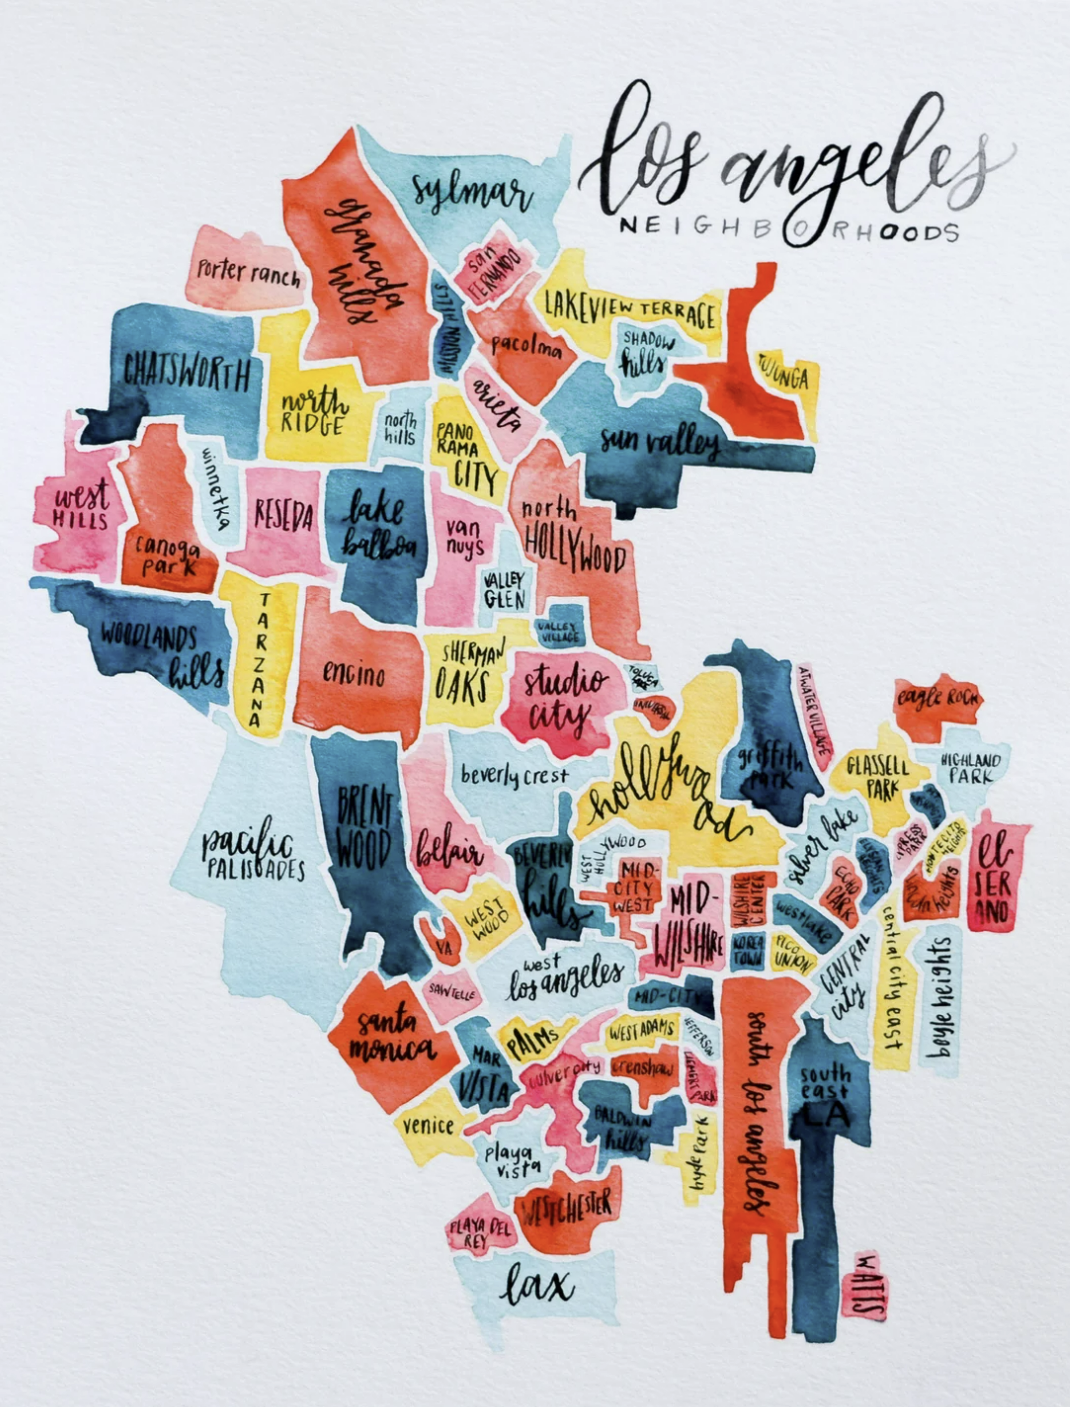 los angeles
NEIGHBORHOODS
sylmar
granada
hills
san
FERNANDO
porter ranch
MISSION HILLS
LAKEVIEW TERRACE
pacoima
SHADOW
hills
TUJUNGA
CHATSWORTH
north
RIDGE
north
hills
PANO
RAMA
CITY
arleta
sun valley
west
HILLS
canoga
park
winnetka
RESEDA
lake
balboa
van
nuys
north
HOLLYWOOD
VALLEY
GLEN
VALLEY
VILLAGE
WOODLANDS
hills
TARZANA
encino
SHERMAN
OAKS
studio
city
TOLUCA
UNIVERSAL
hollywood
griffith
park
ATWATER VILLAGE
eagle ROCK
GLASSELL
PARK
HIGHLAND
PARK
pacific
PALISADES
BRENT
WOOD
belair
beverly crest
BEVERLY
hills
WEST
HOLLYWOOD
MID-
CITY
WEST
MID-
WILSHIRE
WILSHIRE
CENTER
silver lake
ECHO
PARK
CYPRESS
PARK
MONTECITO
HEIGHTS
el
SER
ENO
WEST
WOOD
VA
westlake
KOREA
TOWN
PICO
UNION
CENTRAL
city
central city east
boyle heights
west
los angeles
SAWTELLE
santa
monica
MID-CITY
MAR
VISTA
PALMS
WEST ADAMS
JEFFERSON
culver city
crenshaw
LEIMERT
PARK
south los angeles
south
east
LA
venice
BALDWIN
hills
hyde park
playa
vista
PLAYA DEL
REY
WESTCHESTER
lax
WATTS